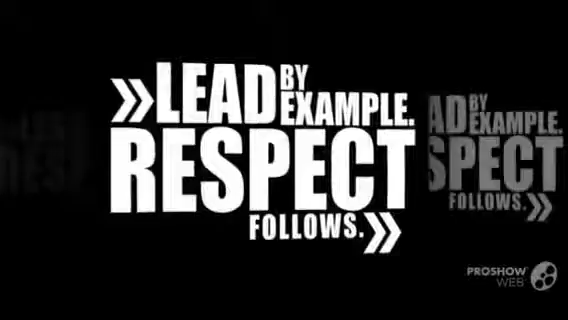 »LEAD BY EXAMPLE.
RESPECT
FOLLOWS.»
AD BY EXAMPLE.
SPECT
FOLLOWS.»
PROSHOW
WEB